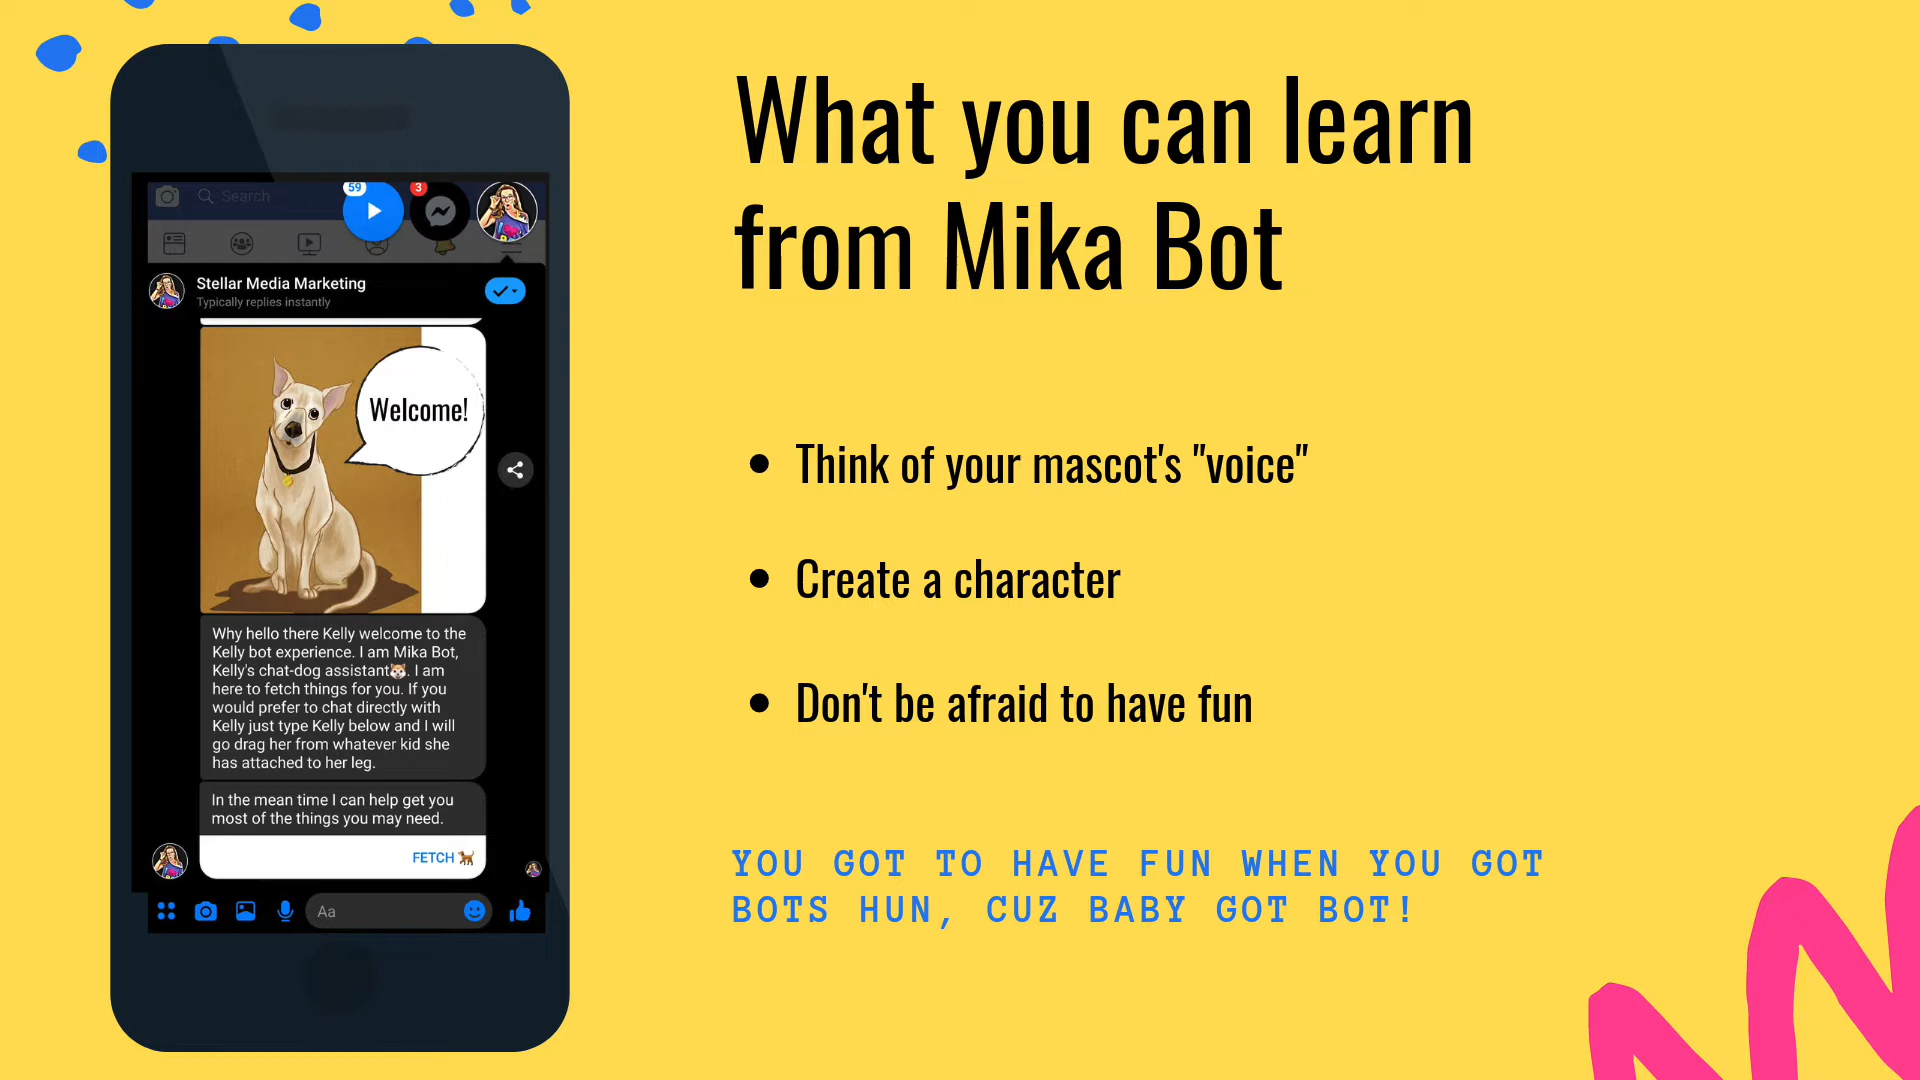 What you can learn
from Mika Bot
Search
59
3
Stellar Media Marketing
Typically replies instantly
Welcome!
Why hello there Kelly welcome to the
Kelly bot experience. I am Mika Bot,
Kelly's chat-dog assistant🐶. I am
here to fetch things for you. If you
would prefer to chat directly with
Kelly just type Kelly below and I will
go drag her from whatever kid she
has attached to her leg.
In the mean time I can help get you
most of the things you may need.
FETCH 🐕
Aa
• Think of your mascot's "voice"
• Create a character
• Don't be afraid to have fun
YOU GOT TO HAVE FUN WHEN YOU GOT
BOTS HUN, CUZ BABY GOT BOT!